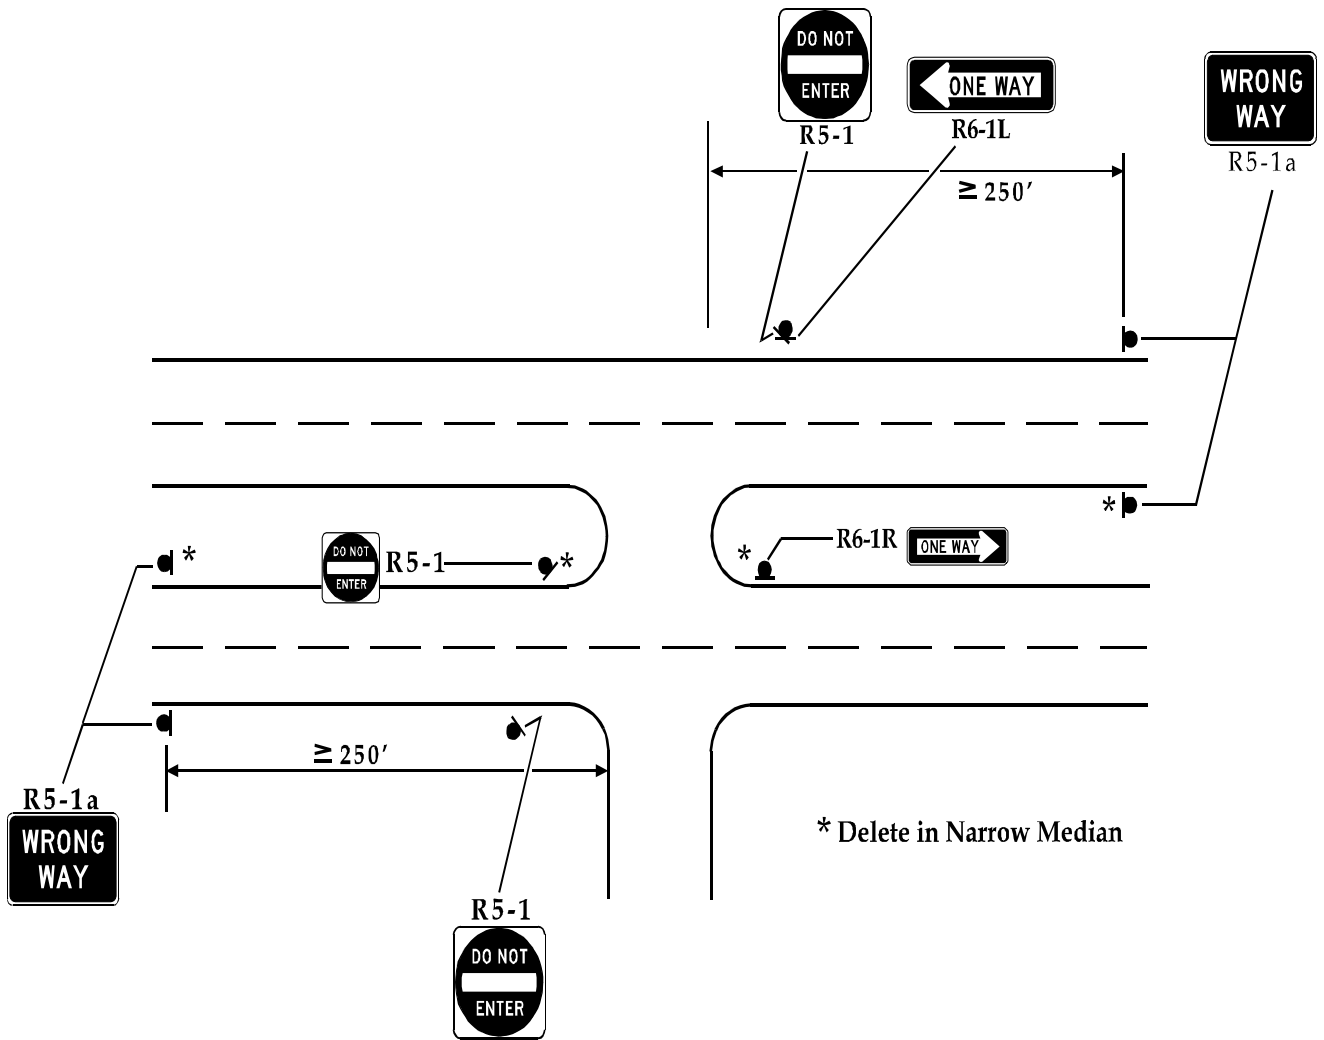 DO NOT
ENTER
R5-1
ONE WAY
R6-1L
WRONG
WAY
R5-1a
≥ 250′
*
R6-1R
ONE WAY
*
*
DO NOT
ENTER
R5-1
*
≥ 250′
R5-1a
WRONG
WAY
* Delete in Narrow Median
R5-1
DO NOT
ENTER